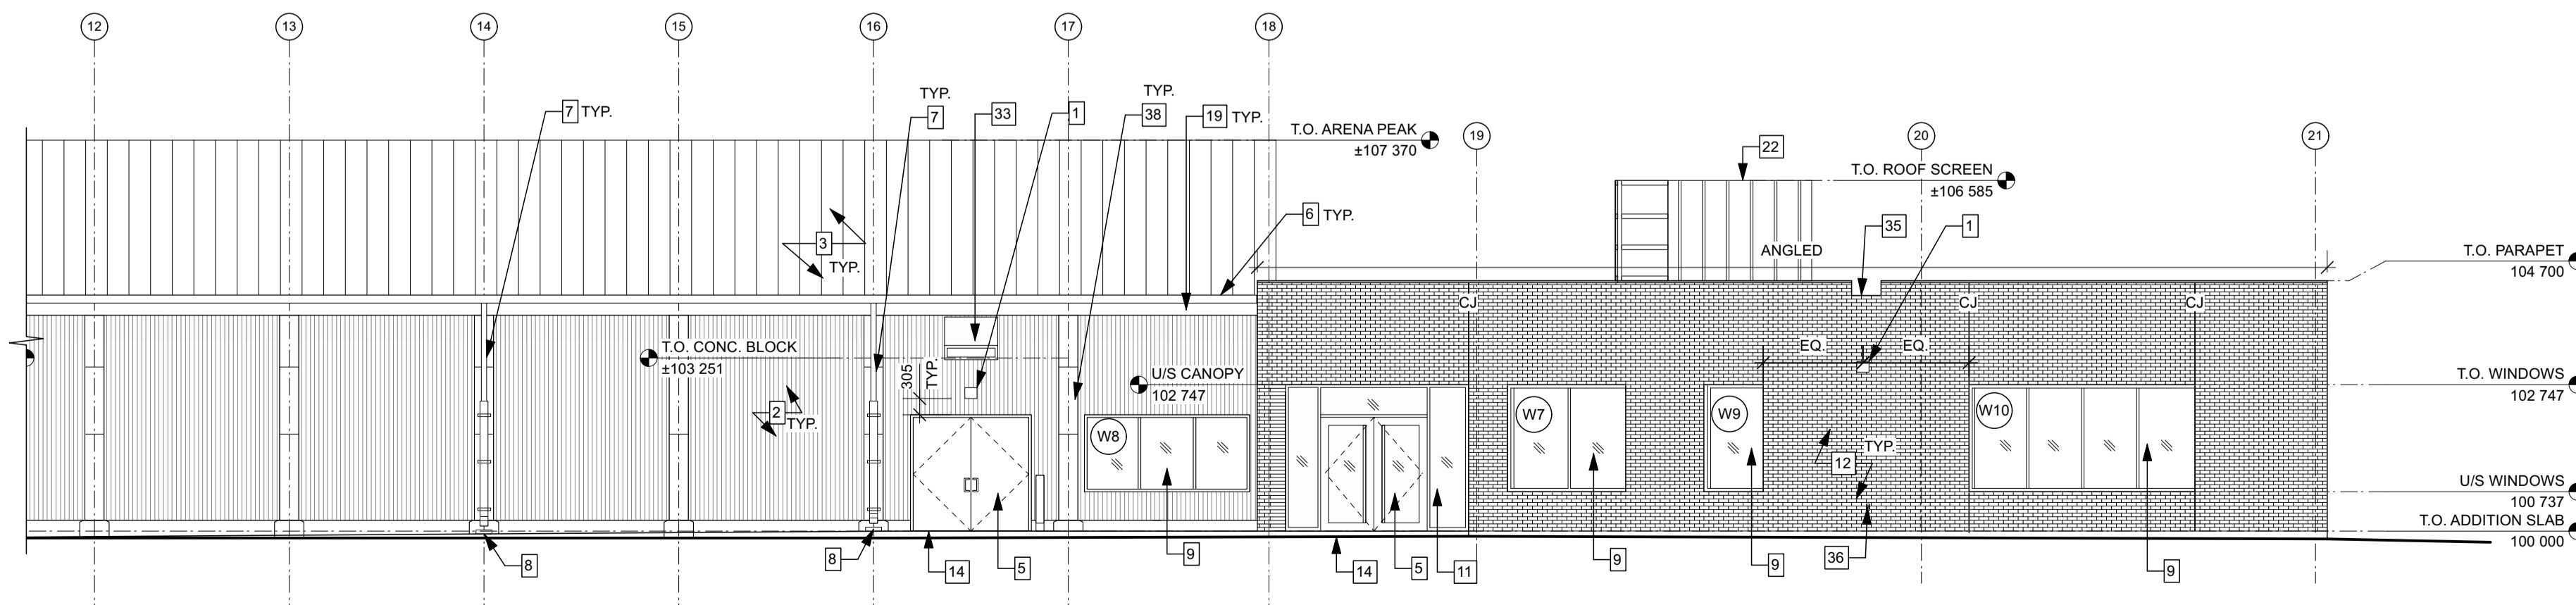 12
13
14
15
16
17
18
19
20
21
7 TYP.
TYP.
7
33
1
TYP.
38
19 TYP.
T.O. ARENA PEAK
±107 370
22
T.O. ROOF SCREEN
±106 585
6 TYP.
35
1
3
TYP.
ANGLED
T.O. PARAPET
104 700
CJ
CJ
CJ
T.O. CONC. BLOCK
±103 251
305
TYP.
U/S CANOPY
102 747
EQ.
EQ.
T.O. WINDOWS
102 747
2
TYP.
W8
W7
W9
W10
TYP.
12
U/S WINDOWS
100 737
T.O. ADDITION SLAB
100 000
8
8
14
5
9
14
5
11
9
9
36
9